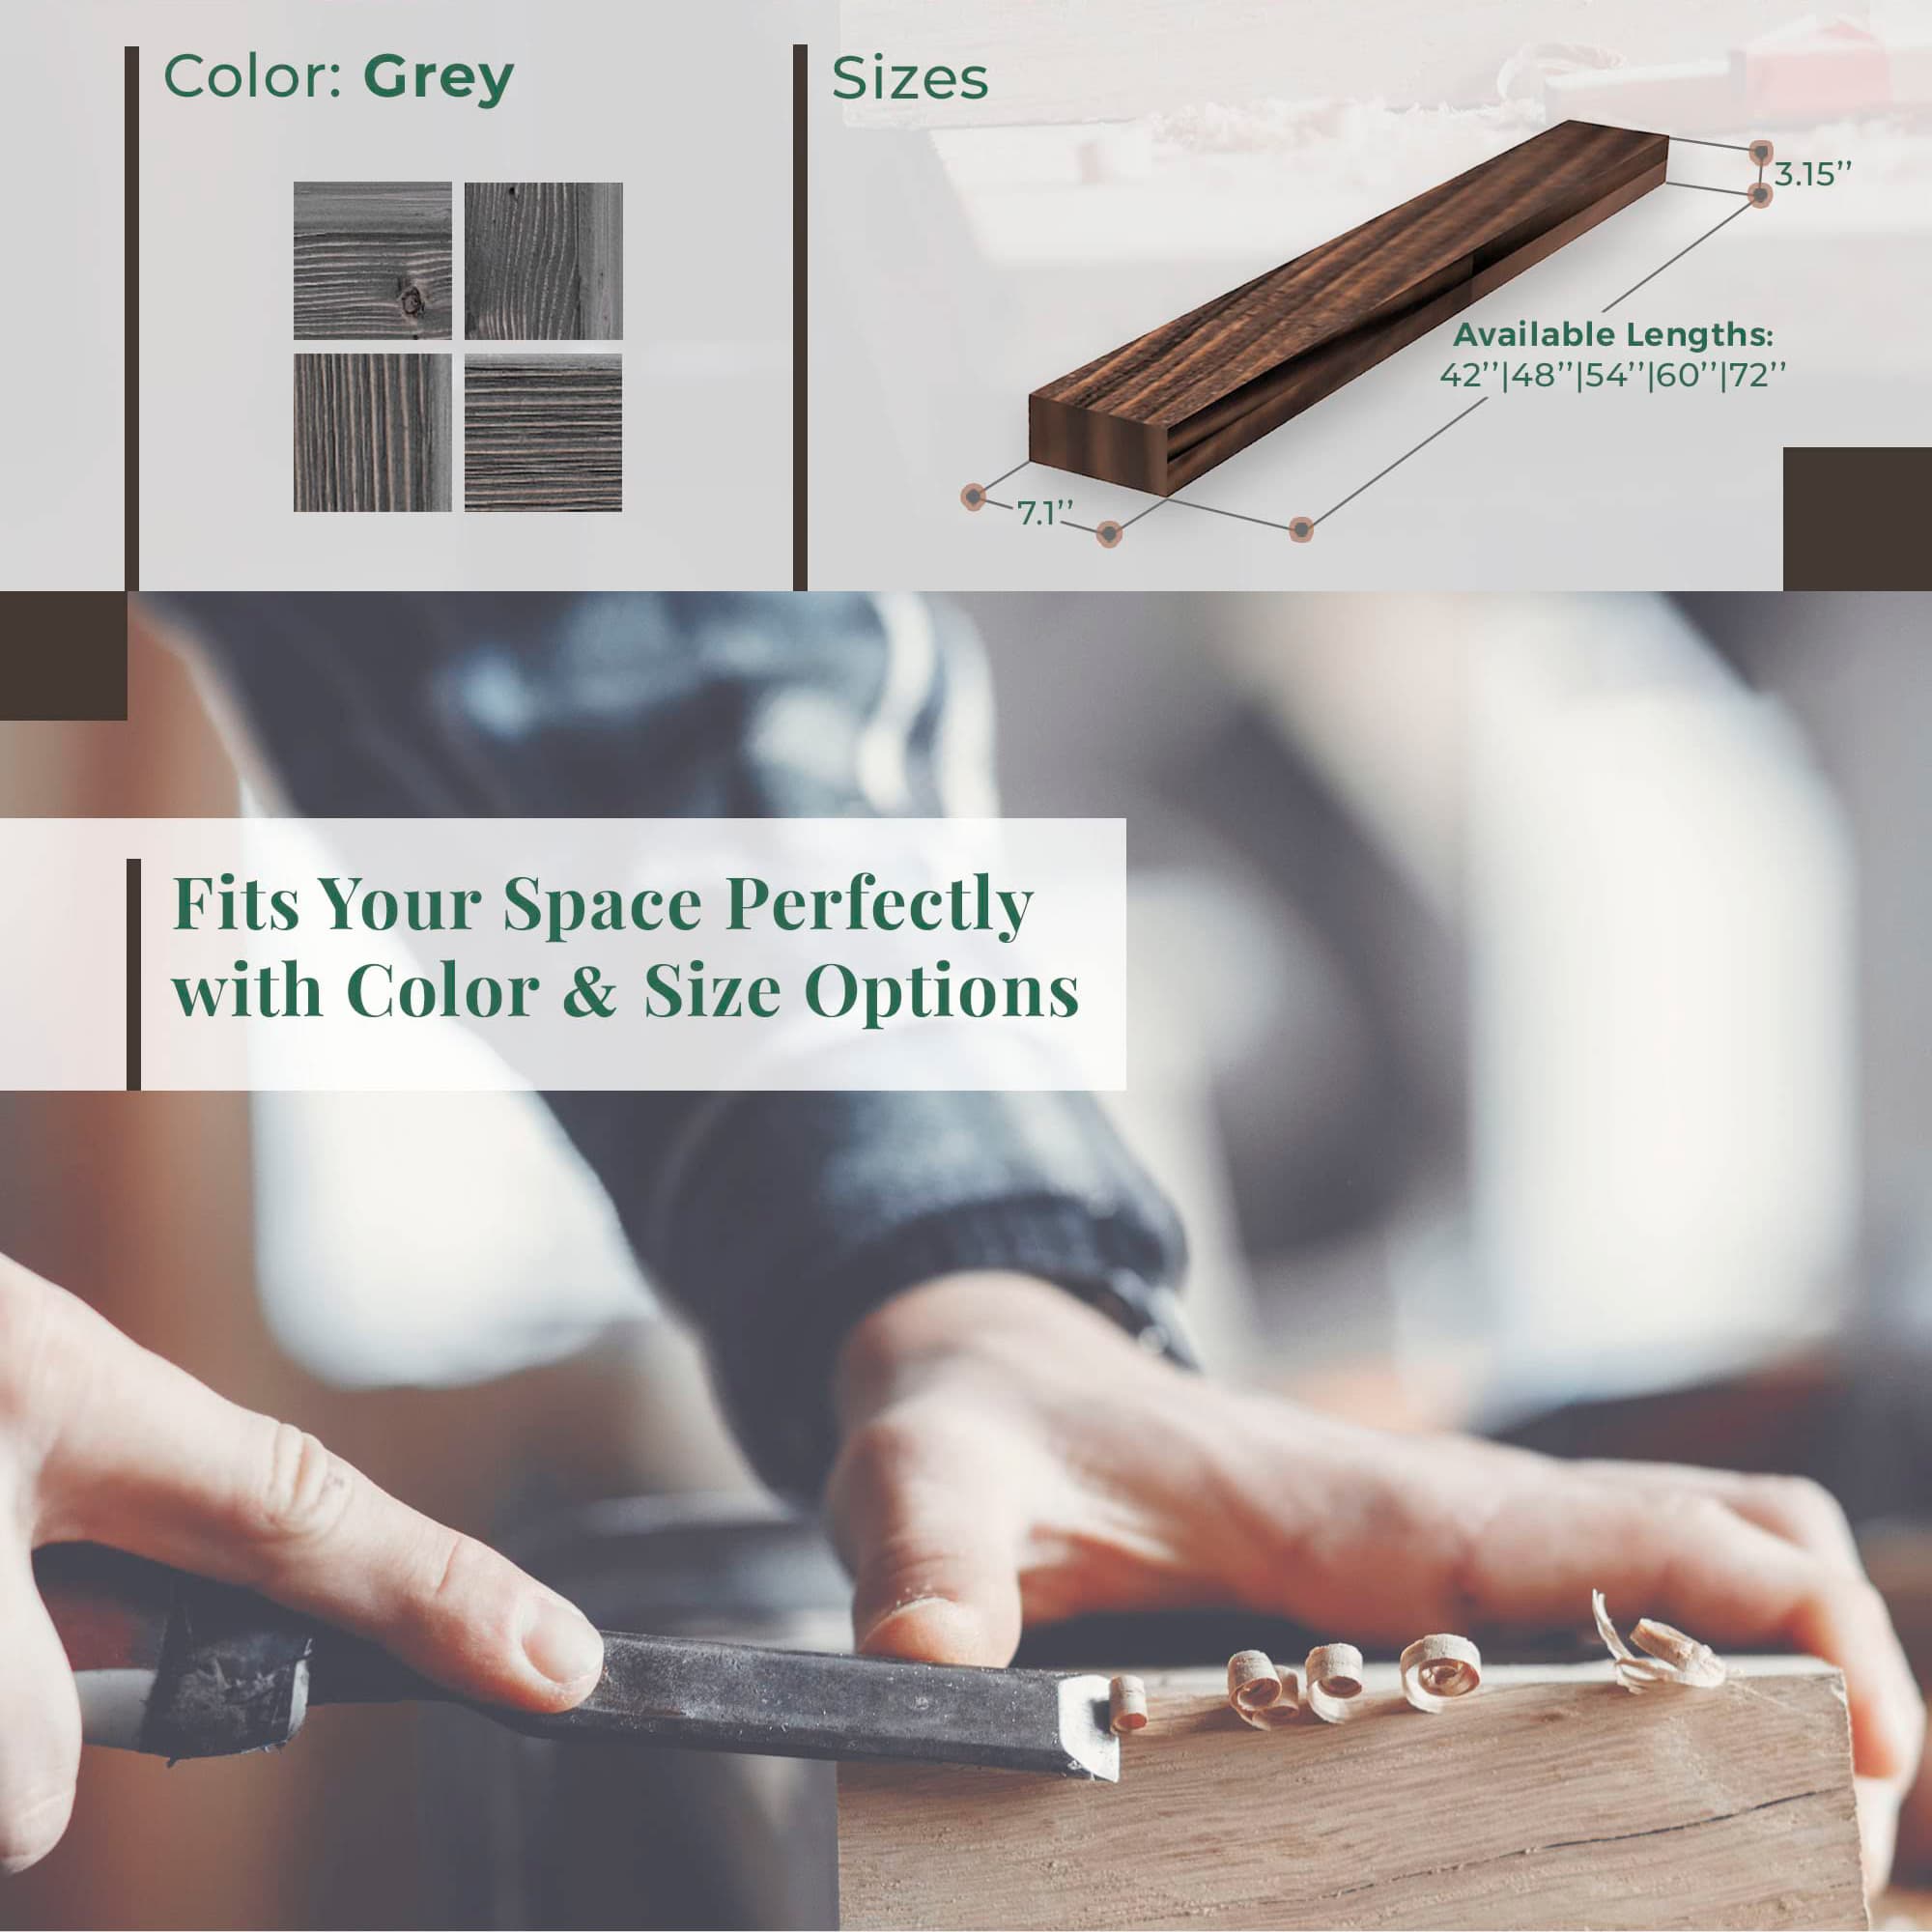 Color: Grey
Sizes
3.15’’
Available Lengths:
42’’|48’’|54’’|60’’|72’’
7.1’’
Fits Your Space Perfectly
with Color & Size Options